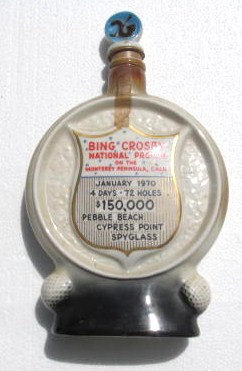 BING CROSBY
NATIONAL PRO-AM
ON THE
MONTEREY PENINSULA, CALIF.
JANUARY 1970
4 DAYS - 72 HOLES
$150,000
PEBBLE BEACH
CYPRESS POINT
SPYGLASS